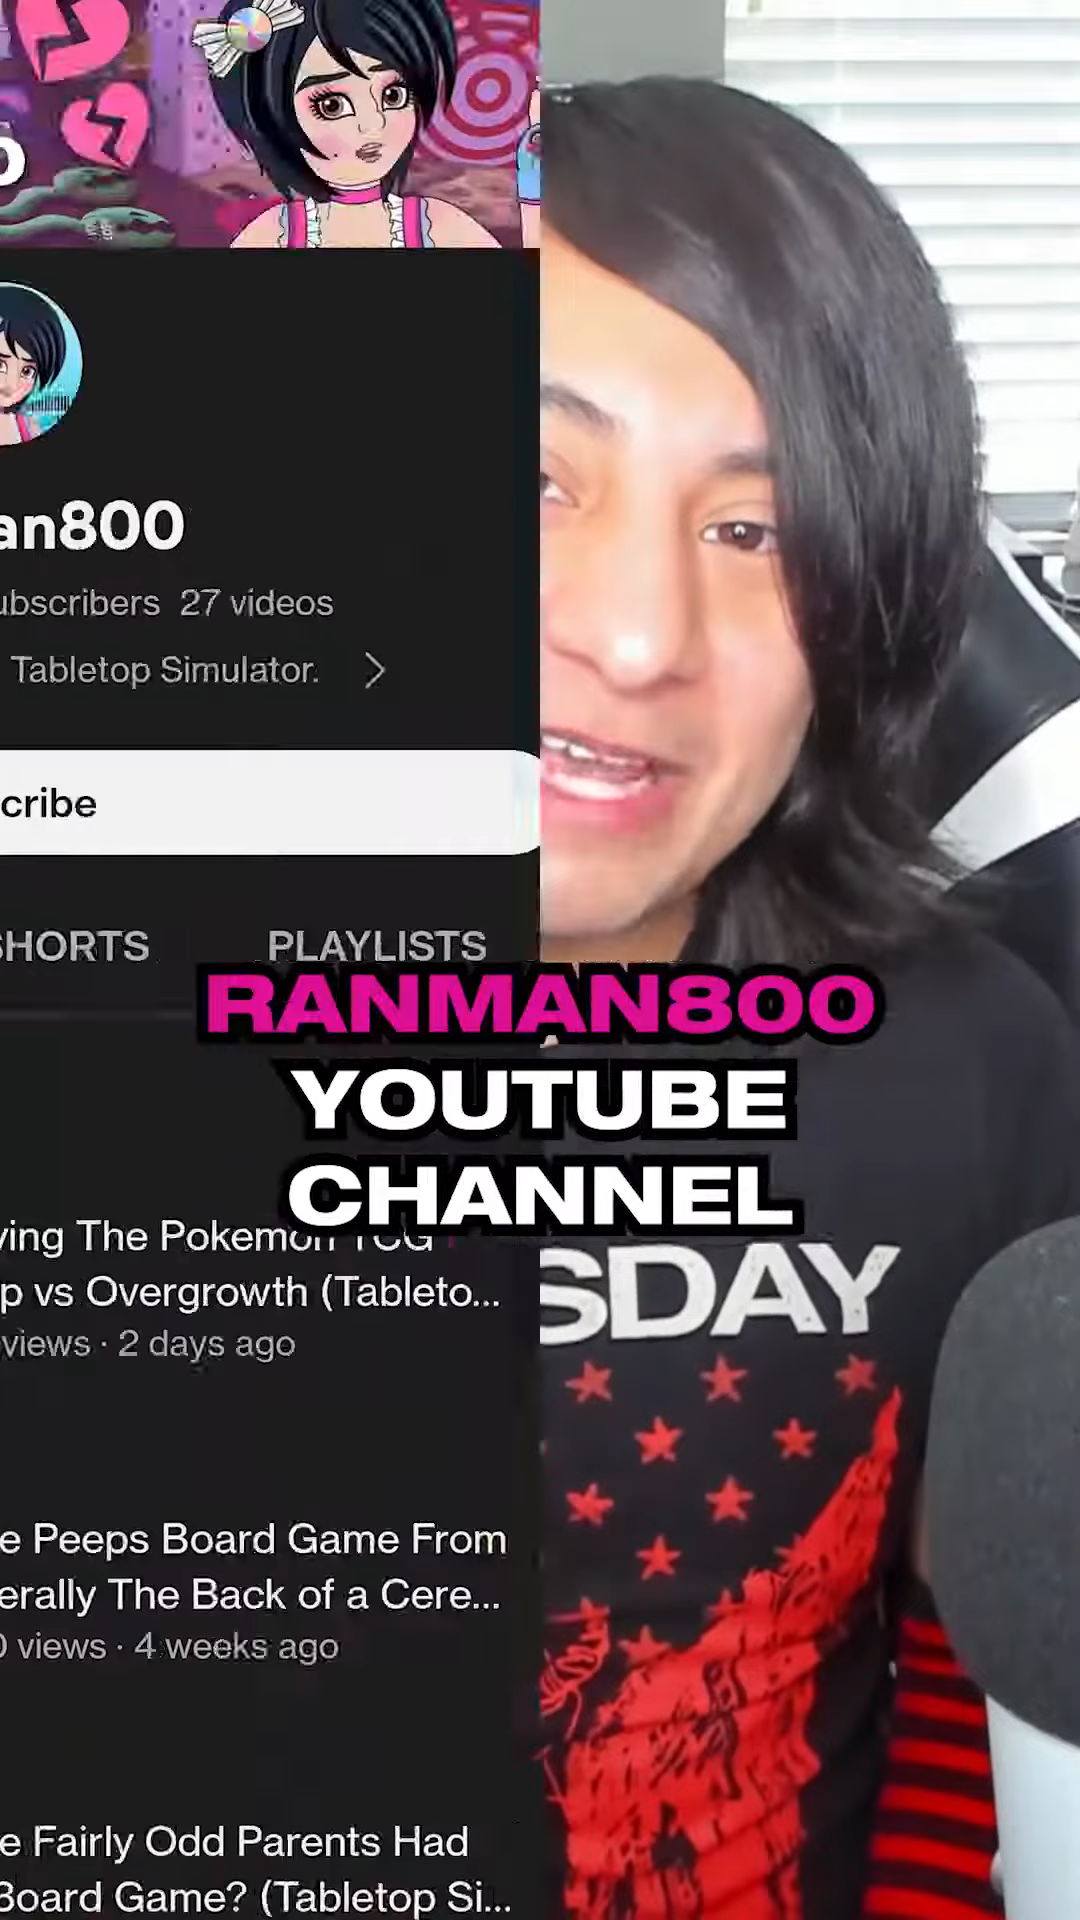 an800
ubscribers 27 videos
Tabletop Simulator.
cribe
SHORTS PLAYLISTS
RANMAN800
YOUTUBE
CHANNEL
ving The Pokemon TCG
p vs Overgrowth (Tableto...
views · 2 days ago
SDAY
e Peeps Board Game From
erally The Back of a Cere...
0 views · 4 weeks ago
e Fairly Odd Parents Had
Board Game? (Tabletop Si...